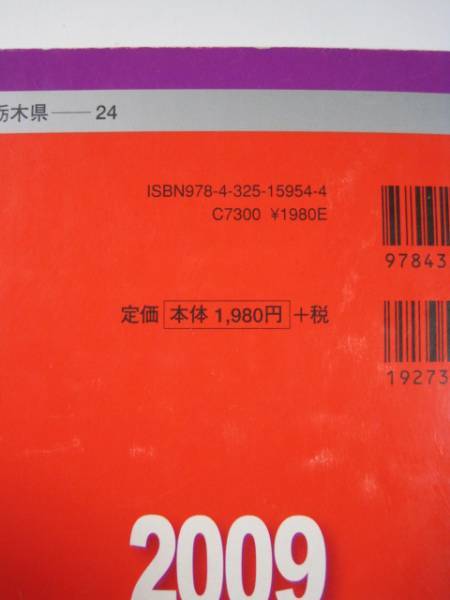 栃木県 — 24
ISBN978-4-325-15954-4
C7300 ¥1980E
97843
定価 本体 1,980円 +税
19273
2009